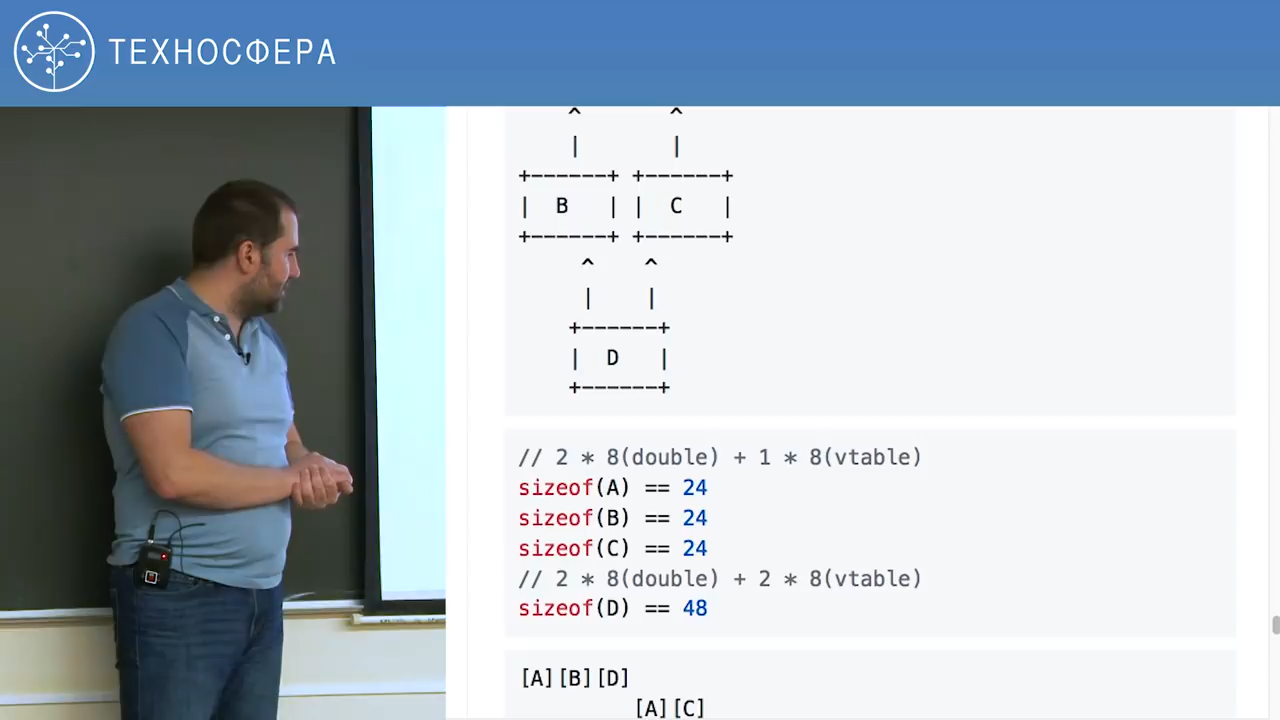 ТЕХНОСФЕРА
^ ^
| |
+------+ +------+
| B | | C |
+------+ +------+
^ ^
| |
+------+
| D |
+------+
// 2 * 8(double) + 1 * 8(vtable)
sizeof(A) == 24
sizeof(B) == 24
sizeof(C) == 24
// 2 * 8(double) + 2 * 8(vtable)
sizeof(D) == 48
[A][B][D]
[A][C]